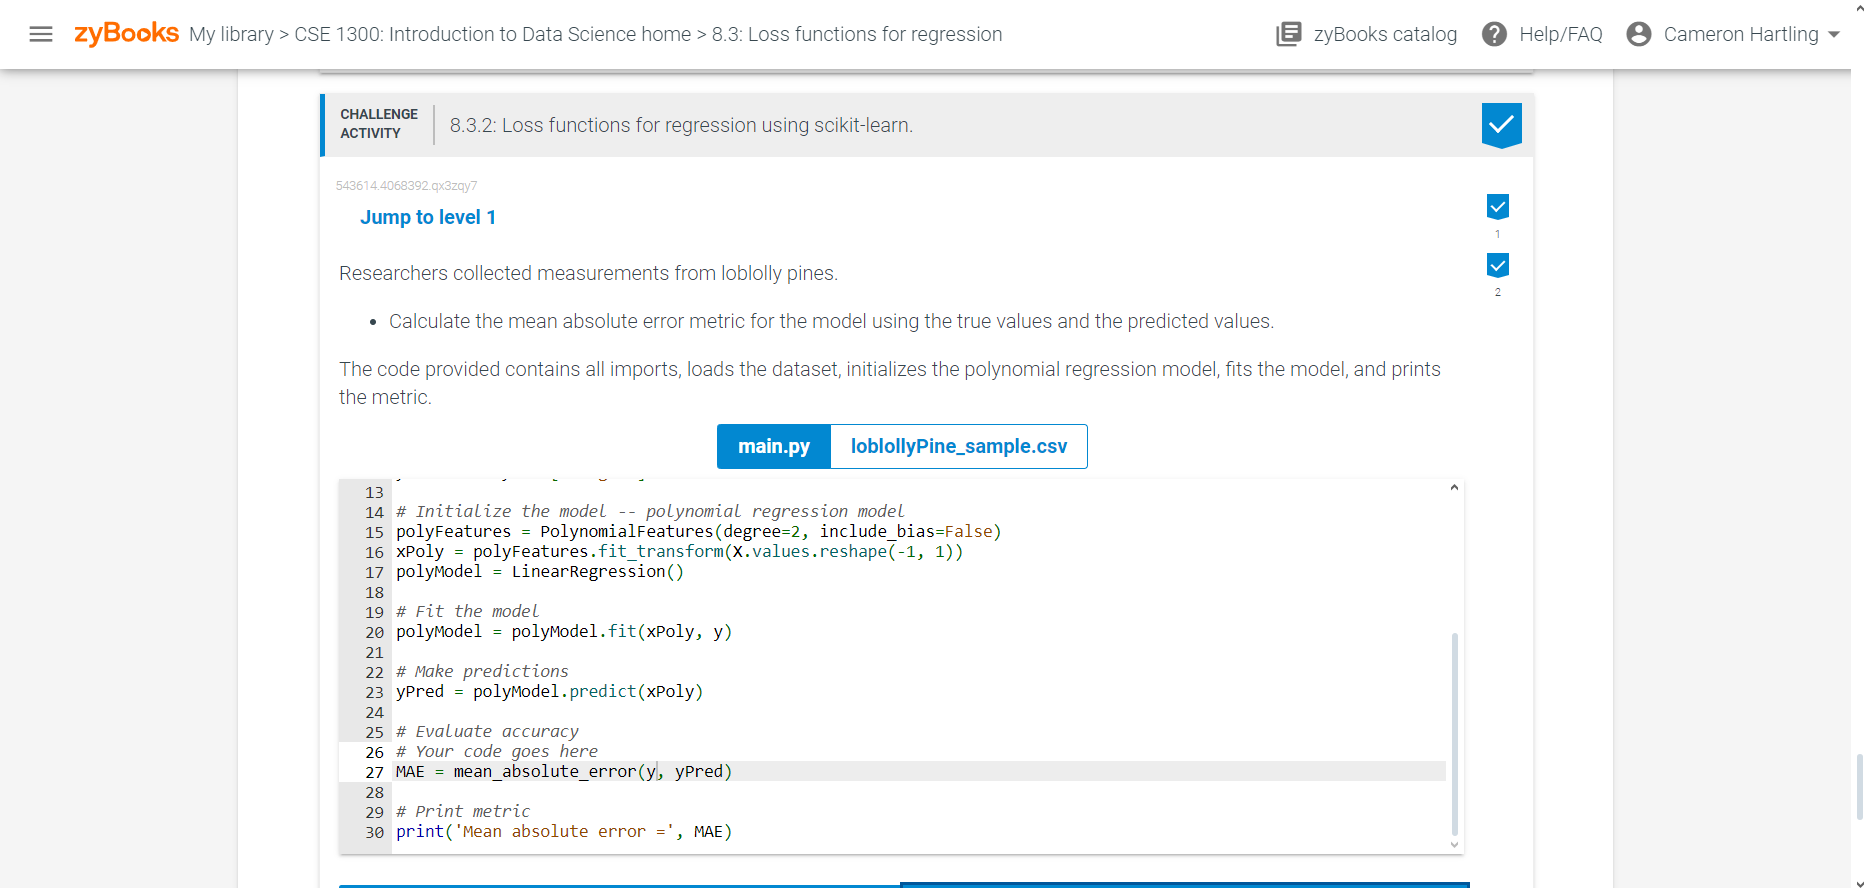 zyBooks My library > CSE 1300: Introduction to Data Science home > 8.3: Loss functions for regression
zyBooks catalog
Help/FAQ
Cameron Hartling
CHALLENGE
ACTIVITY
8.3.2: Loss functions for regression using scikit-learn.
543614.4068392.qx3zqy7
Jump to level 1
1
2
Researchers collected measurements from loblolly pines.
• Calculate the mean absolute error metric for the model using the true values and the predicted values.
The code provided contains all imports, loads the dataset, initializes the polynomial regression model, fits the model, and prints
the metric.
main.py
loblollyPine_sample.csv
13
14 # Initialize the model -- polynomial regression model
15 polyFeatures = PolynomialFeatures(degree=2, include_bias=False)
16 xPoly = polyFeatures.fit_transform(X.values.reshape(-1, 1))
17 polyModel = LinearRegression()
18
19 # Fit the model
20 polyModel = polyModel.fit(xPoly, y)
21
22 # Make predictions
23 yPred = polyModel.predict(xPoly)
24
25 # Evaluate accuracy
26 # Your code goes here
27 MAE = mean_absolute_error(y, yPred)
28
29 # Print metric
30 print('Mean absolute error =', MAE)